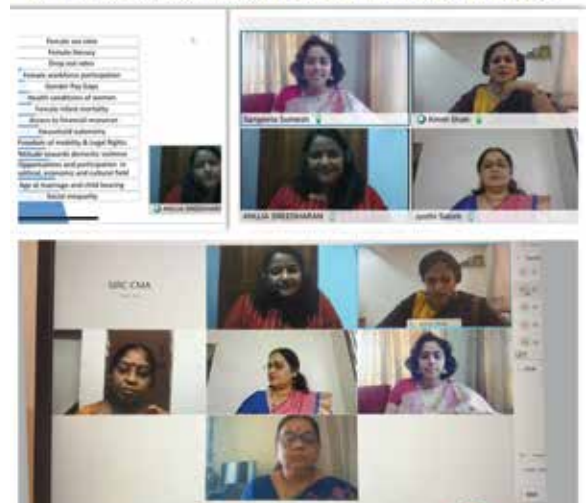 Female sex ratio
Female literacy
Drop out rates
Female workforce participation
Gender Pay Gaps
Health conditions of women
Female infant mortality
Access to financial resources
Household autonomy
Freedom of mobility & Legal Rights
Attitude towards domestic violence
Opportunities and participation in
political, economic and cultural field
Age at marriage and child bearing
Social inequality
ANUJA SREEDHARAN
Sangeeta Sumesh
ANUJA SREEDHARAN
Jyothi Satish
SIRC CMA